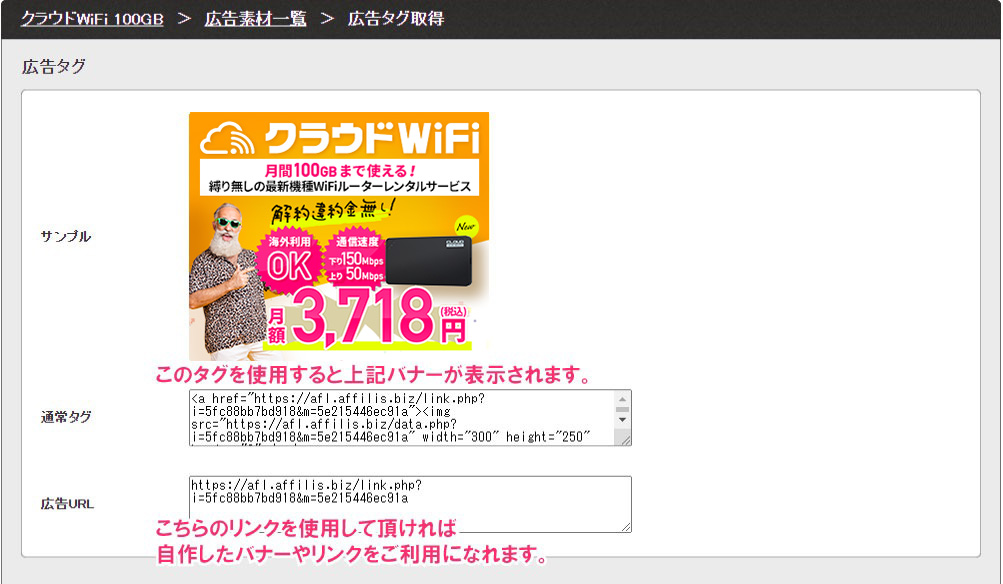 クラウドWiFi 100GB ＞ 広告素材一覧 ＞ 広告タグ取得
広告タグ
サンプル
クラウドWiFi
月間100GBまで使える！
縛り無しの最新機種WiFiルーターレンタルサービス
解約違約金無し!
New
海外利用
OK
通信速度
下り150Mbps
上り 50Mbps
CLOUD
月額 3,718円 (税込)
このタグを使用すると上記バナーが表示されます。
通常タグ
<a href="https://afl.affilis.biz/link.php?
i=5fc88bb7bd918&m=5e215446ec91a"><img
src="https://afl.affilis.biz/data.php?
i=5fc88bb7bd918&m=5e215446ec91a" width="300" height="250"
広告URL
https://afl.affilis.biz/link.php?
i=5fc88bb7bd918&m=5e215446ec91a
こちらのリンクを使用して頂ければ
自作したバナーやリンクをご利用になれます。